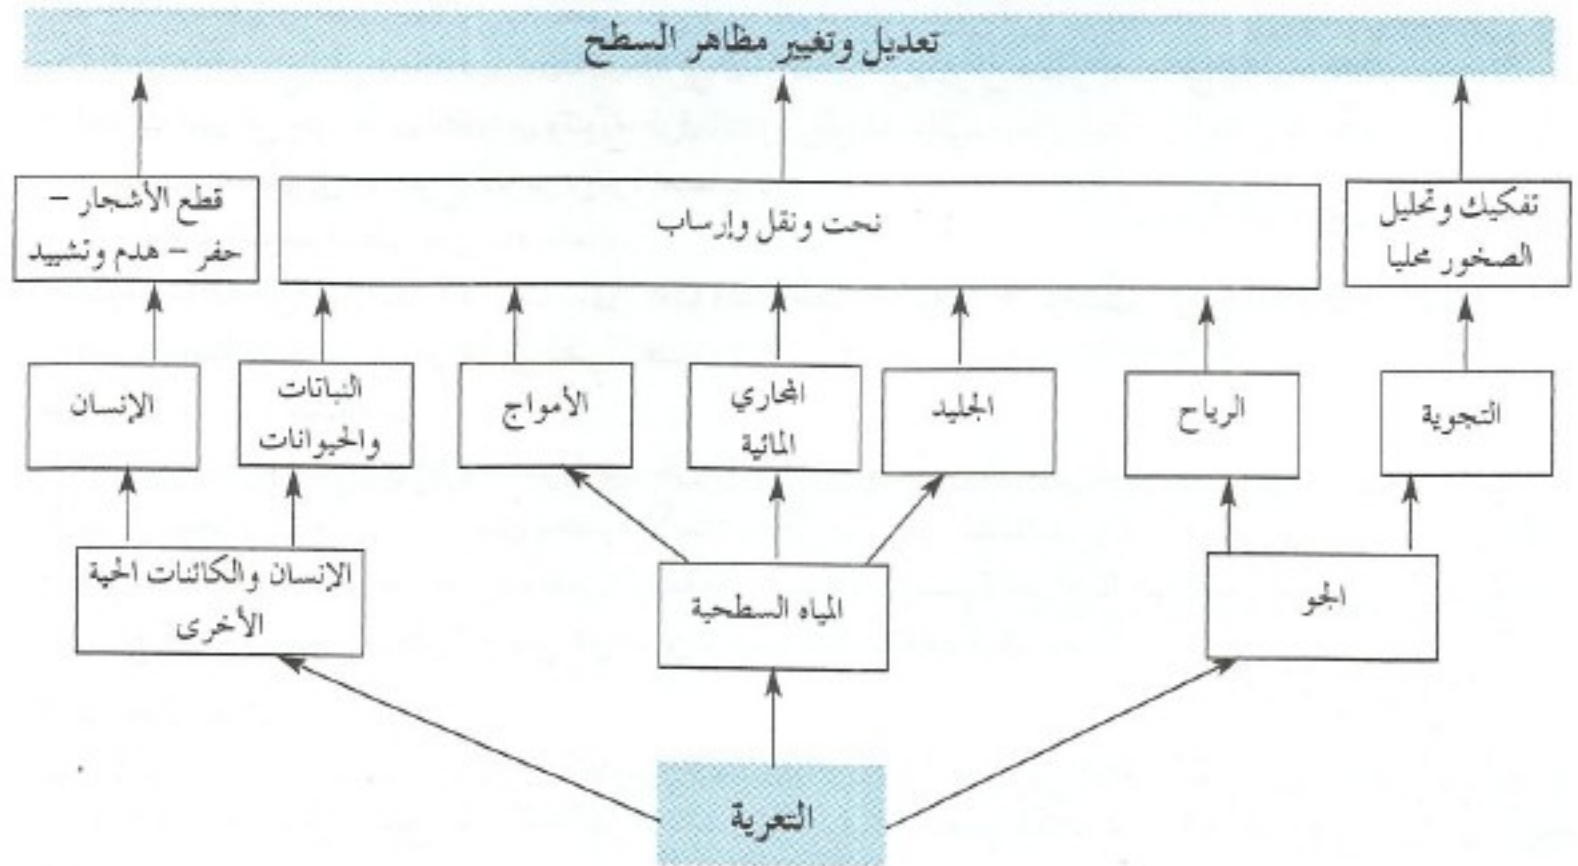 تعديل وتغيير مظاهر السطح
تفكيك وتحليل
الصخور محليا
نحت ونقل وإرساب
قطع الأشجار –
حفر – هدم وتشييد
التجوية
الرياح
الجليد
المجاري
المائية
الأمواج
النباتات
والحيوانات
الإنسان
الجو
المياه السطحية
الإنسان والكائنات الحية
الأخرى
التعرية